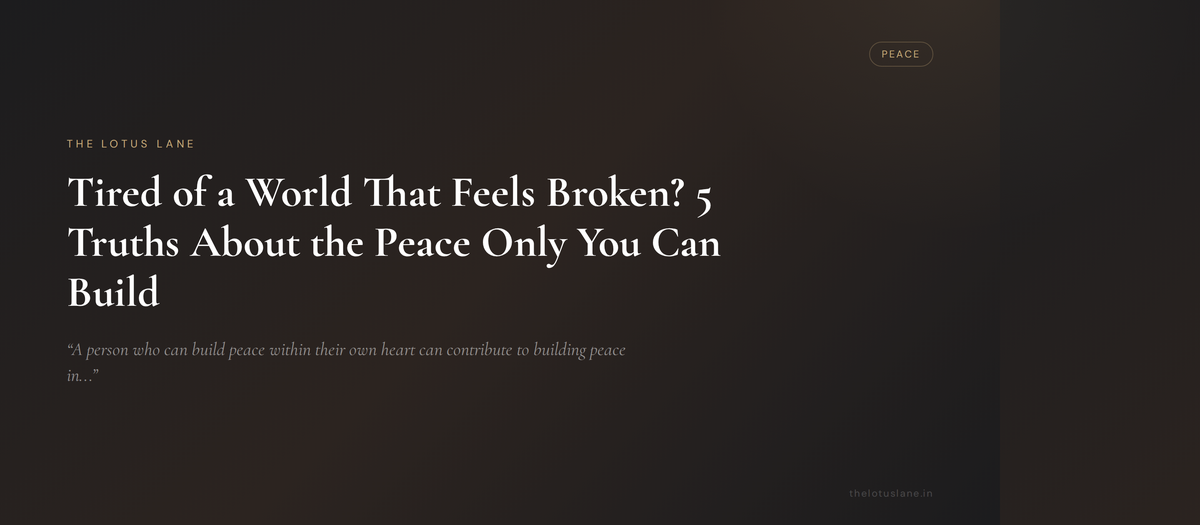 PEACE
THE LOTUS LANE
Tired of a World That Feels Broken? 5
Truths About the Peace Only You Can
Build
“A person who can build peace within their own heart can contribute to building peace
in...”
thelotuslane.in